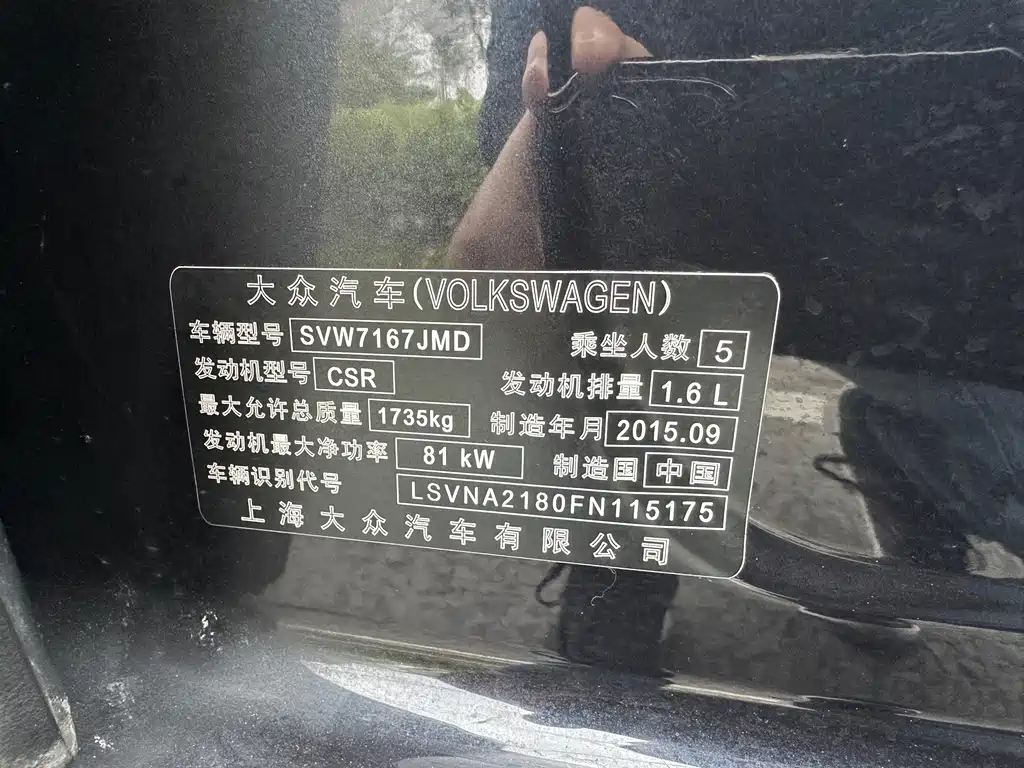 大众汽车(VOLKSWAGEN)
车辆型号 SVW7167JMD 乘坐人数 5
发动机型号 CSR 发动机排量 1.6 L
最大允许总质量 1735kg 制造年月 2015.09
发动机最大净功率 81 kW 制造国 中国
车辆识别代号 LSVNA2180FN115175
上海大众汽车有限公司